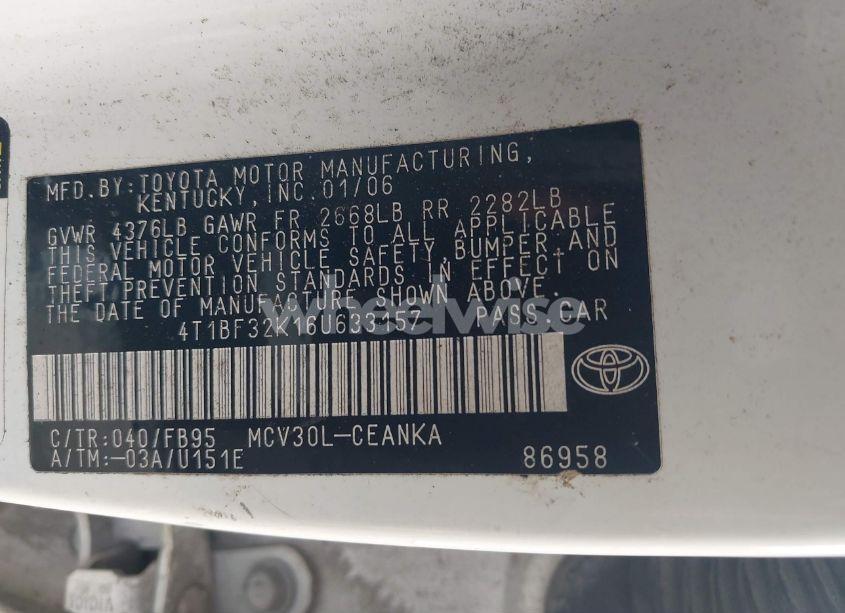 MFD.BY:TOYOTA MOTOR MANUFACTURING,
KENTUCKY,INC.01/06
GVWR 4376LB GAWR FR 2668LB RR 2282LB
THIS VEHICLE CONFORMS TO ALL APPLICABLE
FEDERAL MOTOR VEHICLE SAFETY,BUMPER,AND
THEFT PREVENTION STANDARDS IN EFFECT ON
THE DATE OF MANUFACTURE SHOWN ABOVE.
4T1BF32K16U633157 PASS.CAR
wheelwise
C/TR:040/FB95 MCV30L-CEANKA
A/TM:-03A/U151E 86958
TOYOTA